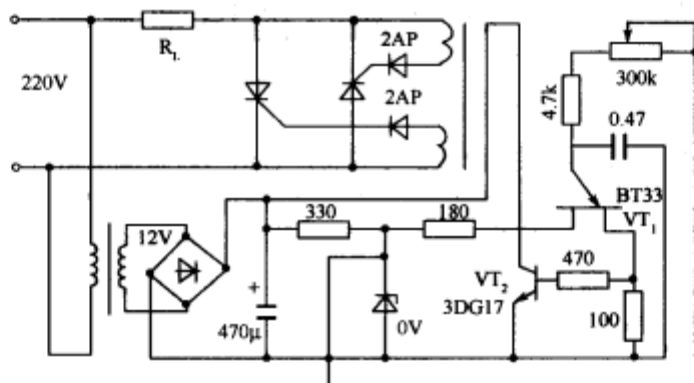 2AP
R_L
300k
220V
2AP
4.7k
0.47
330
180
BT33
VT₁
12V
470
VT₂
+
3DG17
100
470μ
0V